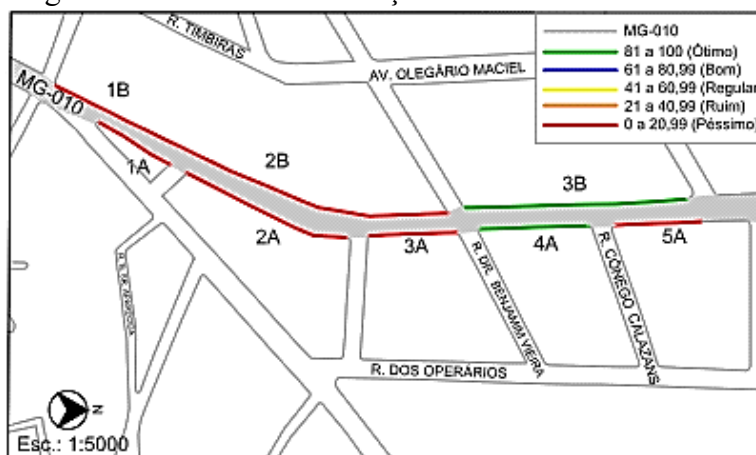 R. TIMBIRAS
MG-010
81 a 100 (Ótimo)
61 a 80,99 (Bom)
41 a 60,99 (Regular
21 a 40,99 (Ruim)
0 a 20,99 (Péssimo)
AV. OLEGÁRIO MACIEL
MG-010
1B
2B
3B
1A
2A
3A
4A
5A
R. DR. BENJAMIM VIEIRA
R. CÔNEGO CALAZANS
R. DOS OPERÁRIOS
N
Esc.: 1:5000